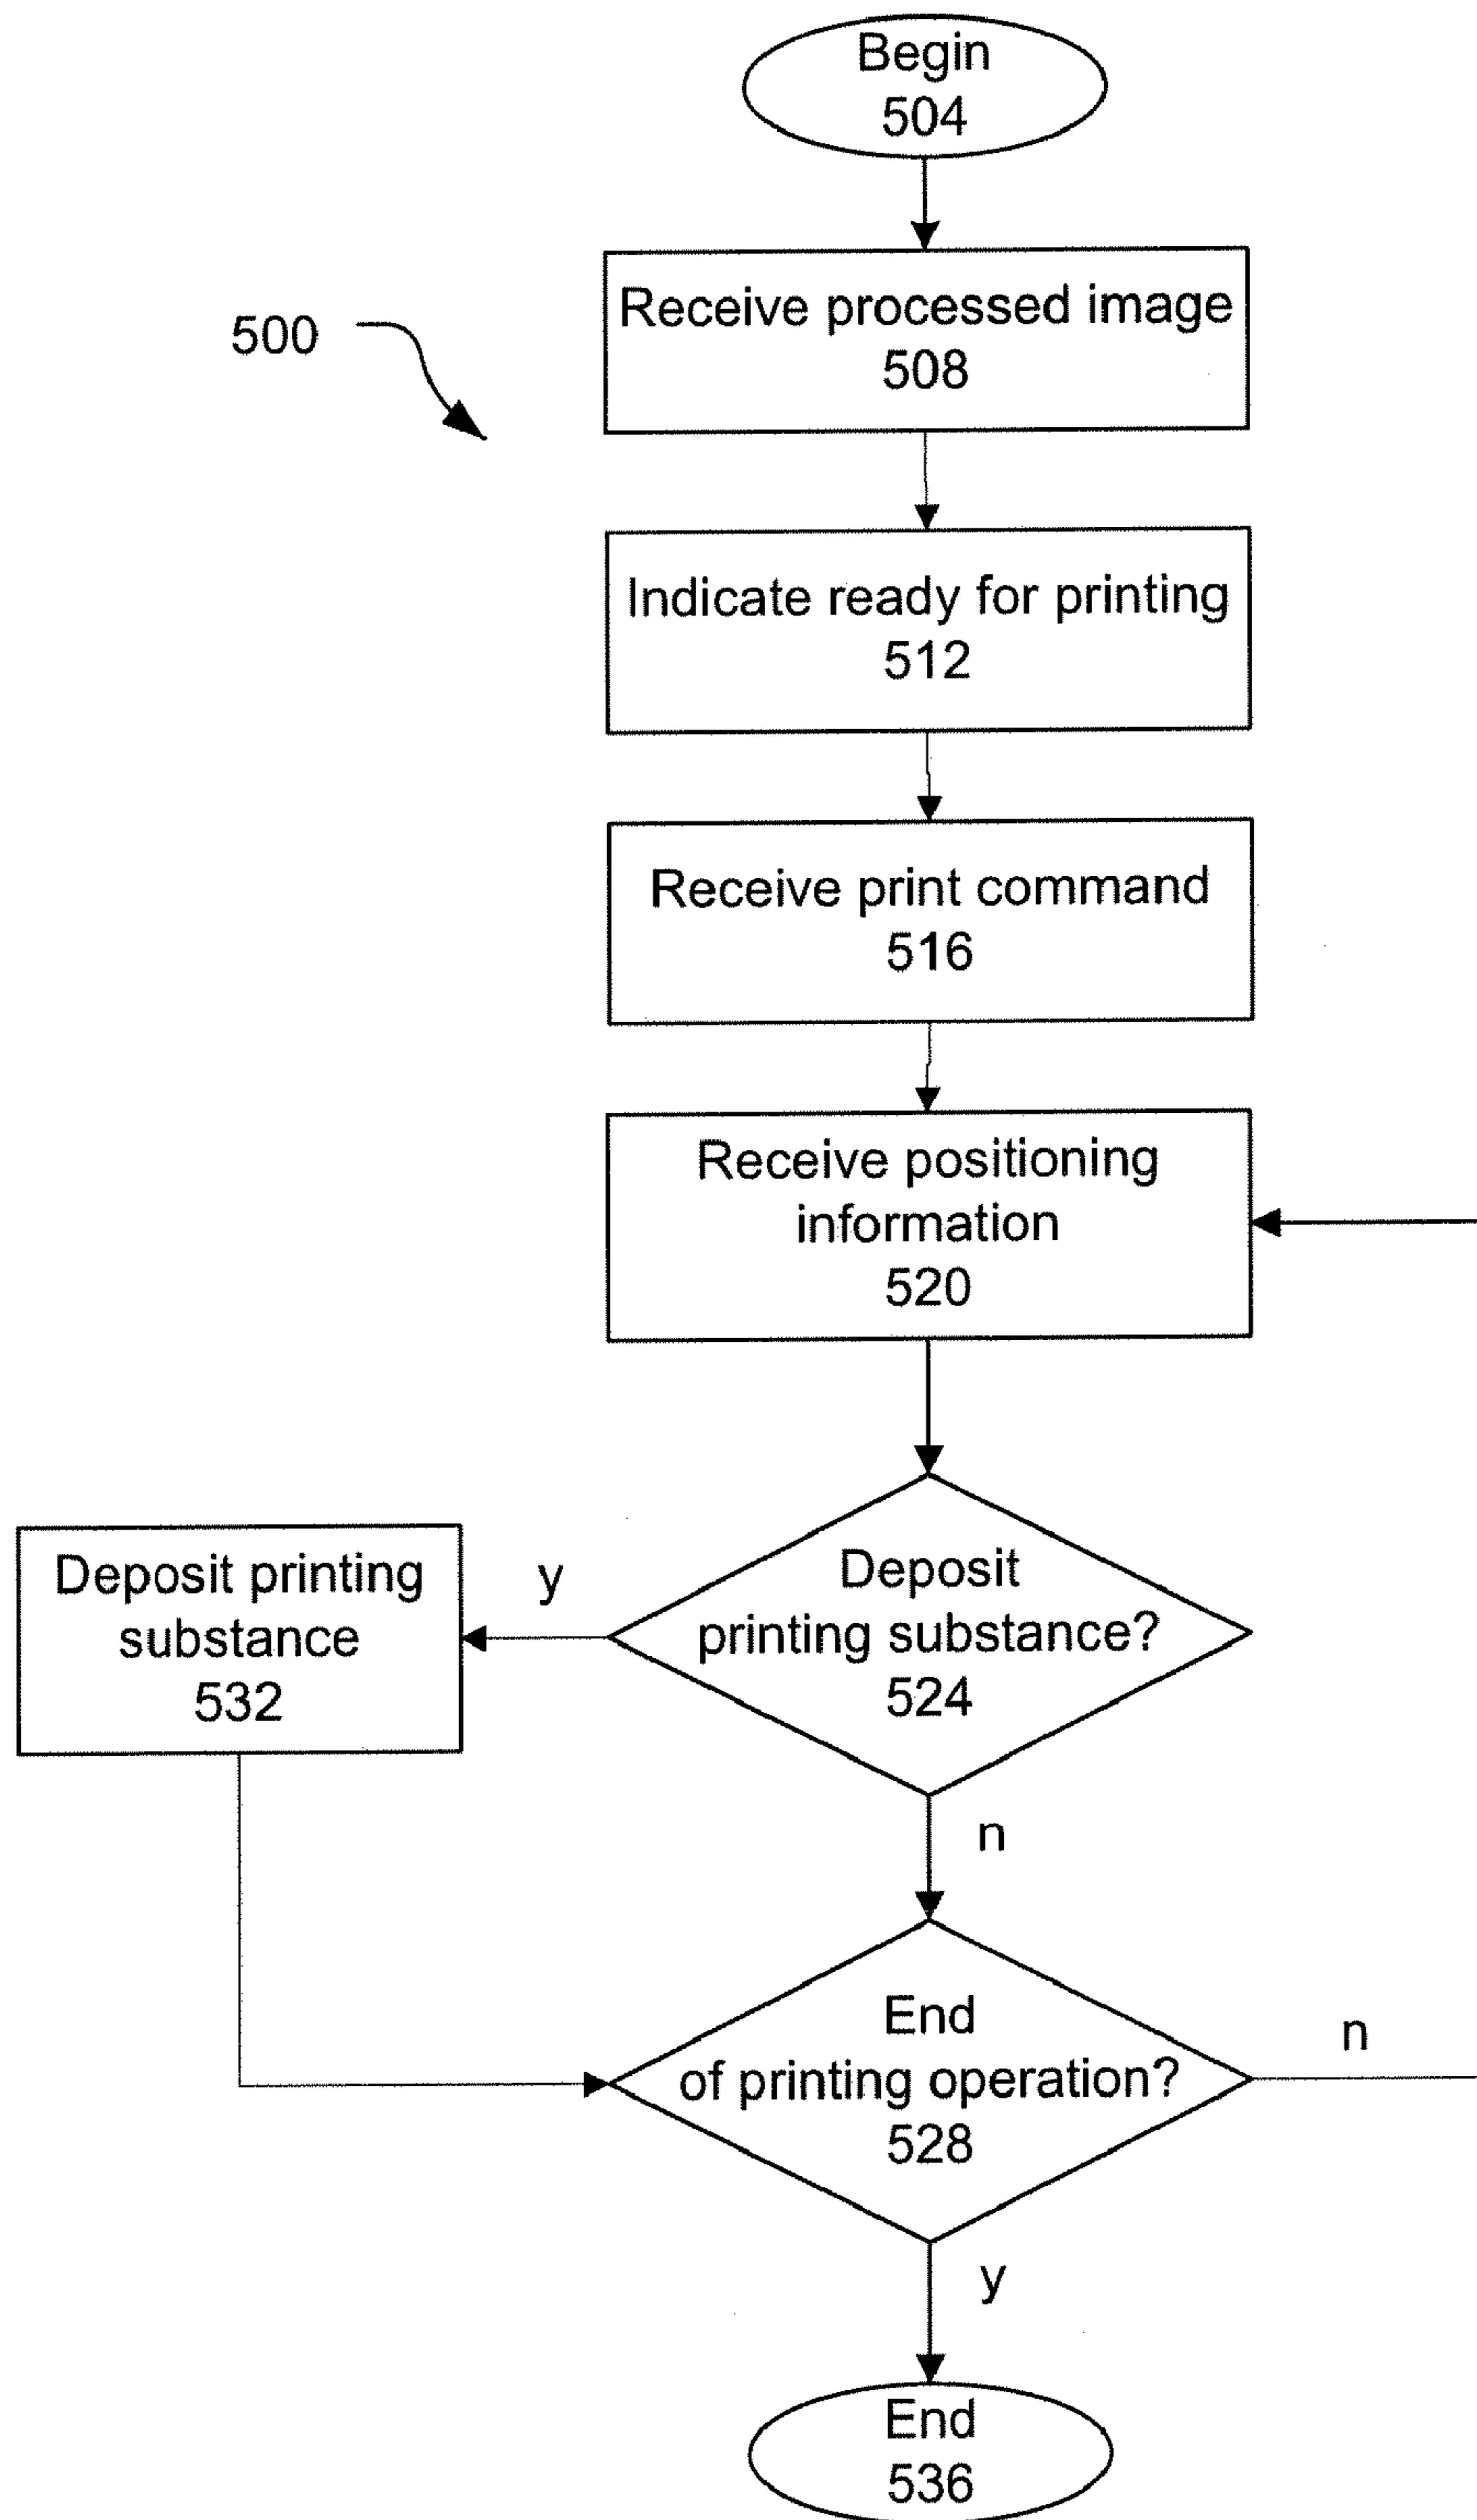 Begin
504
500
Receive processed image
508
Indicate ready for printing
512
Receive print command
516
Receive positioning
information
520
Deposit
printing substance?
524
y
Deposit printing
substance
532
n
End
of printing operation?
528
n
y
End
536